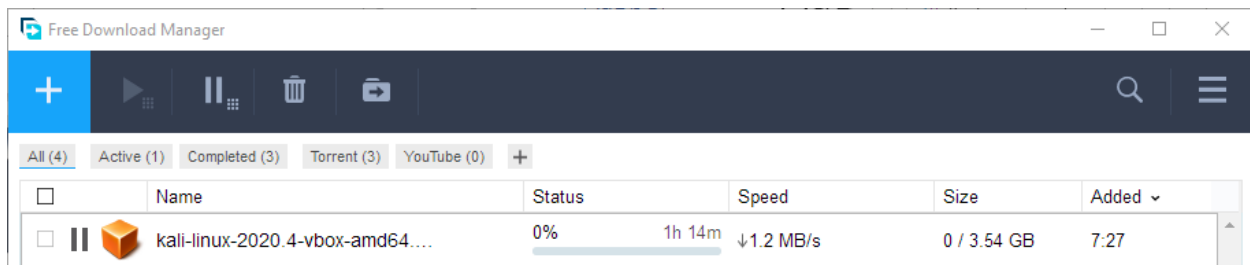 Free Download Manager
All (4) Active (1) Completed (3) Torrent (3) YouTube (0)
Name Status Speed Size Added
kali-linux-2020.4-vbox-amd64.... 0% 1h 14m ↓1.2 MB/s 0 / 3.54 GB 7:27